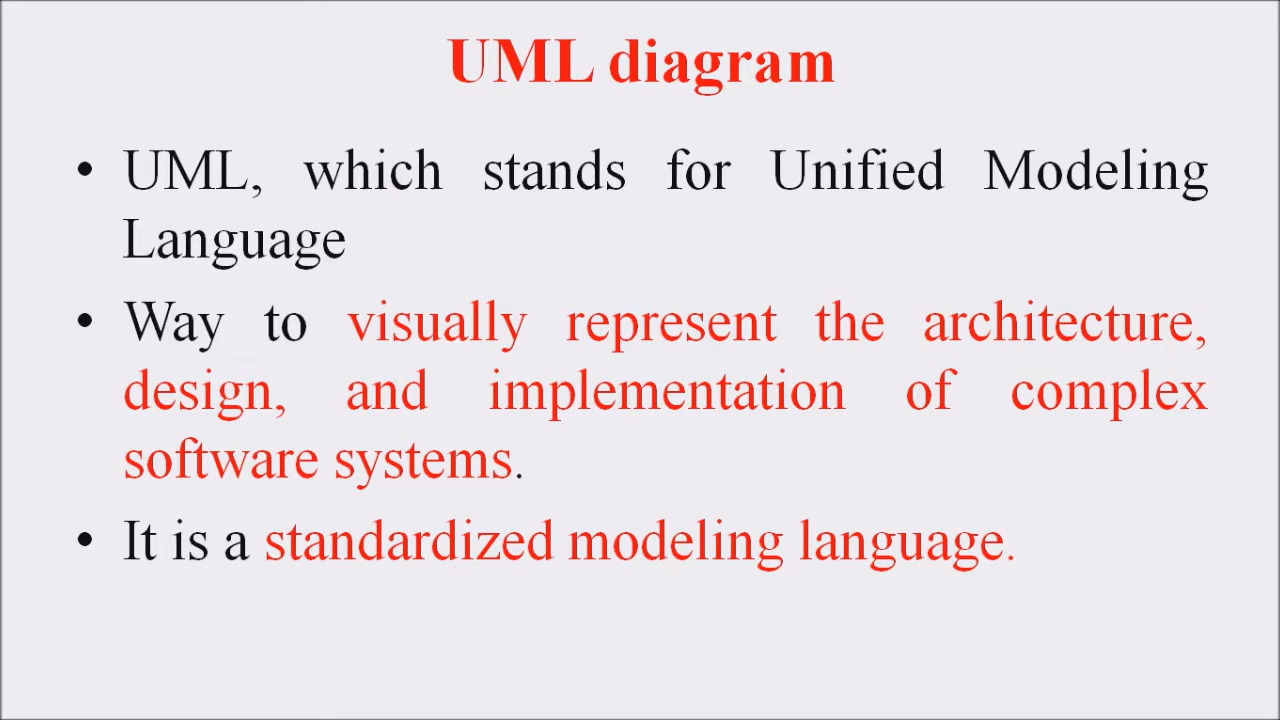 UML diagram
• UML, which stands for Unified Modeling
Language
• Way to visually represent the architecture,
design, and implementation of complex
software systems.
• It is a standardized modeling language.